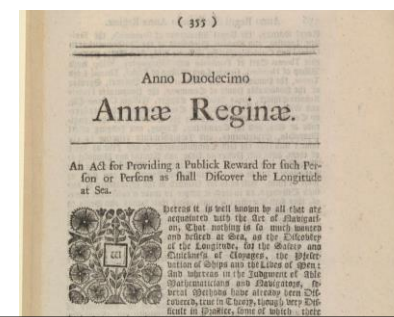 ( 355 )
Anno Duodecimo
Annæ Reginæ.
An Act for Providing a Publick Reward for such Per-
son or Persons as shall Discover the Longitude
at Sea.
Whereas it is well known by all that are
acquainted with the Art of Navigati-
on, That nothing is so much wanted
and desired at Sea, as the Discovery
of the Longitude, for the Safety and
Quickness of Voyages, the Preser-
vation of Ships and the Lives of Men:
And whereas in the Judgment of Able
Mathematicians and Navigators, se-
veral Methods have already been Dis-
covered, true in Theory, though very Dif-
ficult in Practice, some of which there